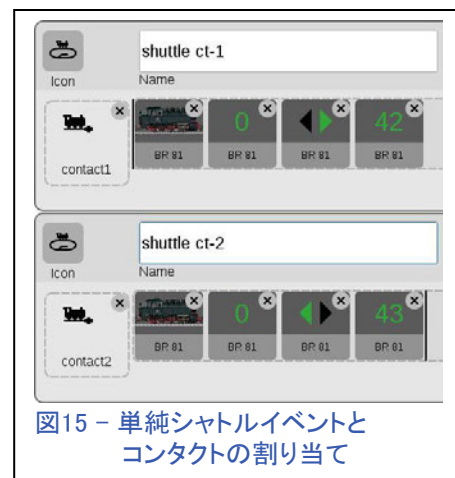 shuttle ct-1
Icon Name
0 42
BR 81 BR 81 BR 81 BR 81
contact1
shuttle ct-2
Icon Name
0 43
BR 81 BR 81 BR 81 BR 81
contact2
図15 – 単純シャトルイベントと
コンタクトの割り当て